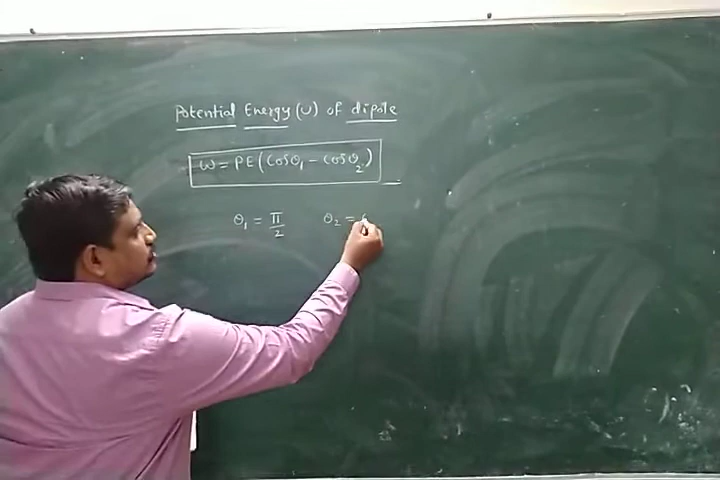 Potential Energy (U) of dipole
W = PE (Cosθ₁ - Cosθ₂)
θ₁ = π/2 θ₂ =